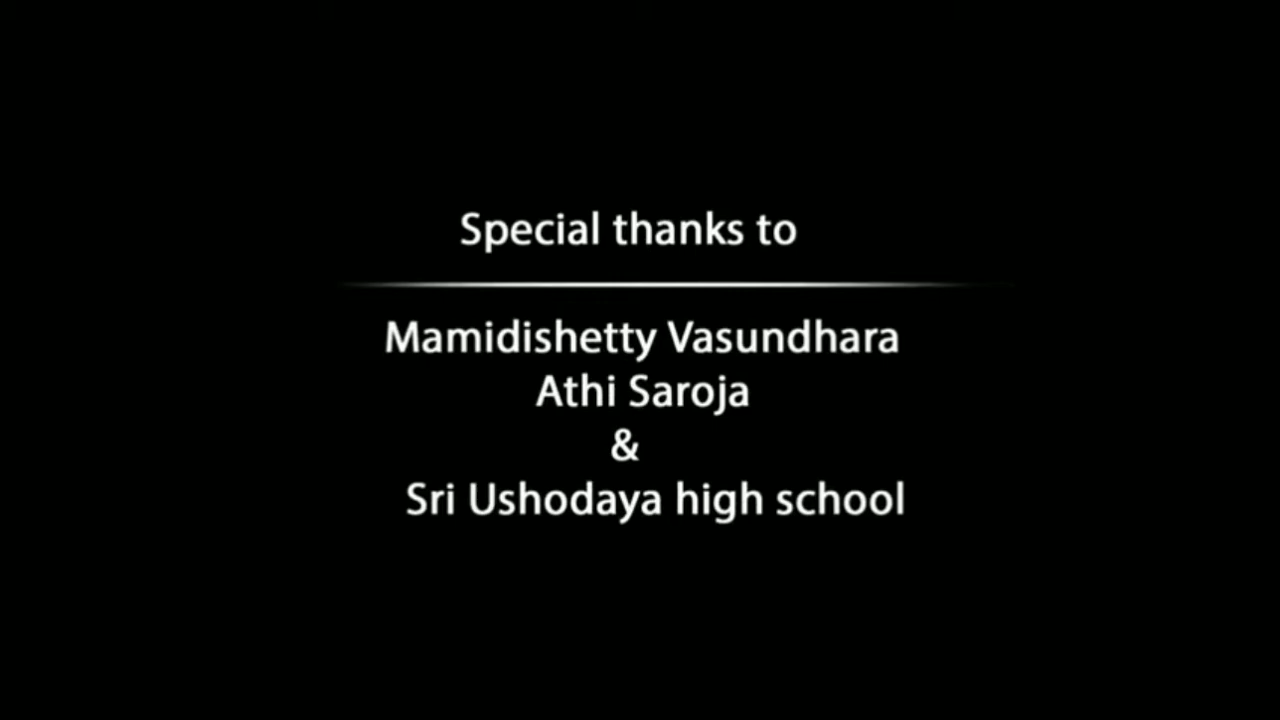 Special thanks to
Mamidishetty Vasundhara
Athi Saroja
&
Sri Ushodaya high school